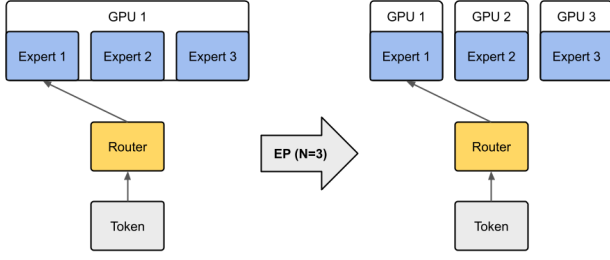 GPU 1
Expert 1 Expert 2 Expert 3
Router
Token
EP (N=3)
GPU 1 GPU 2 GPU 3
Expert 1 Expert 2 Expert 3
Router
Token